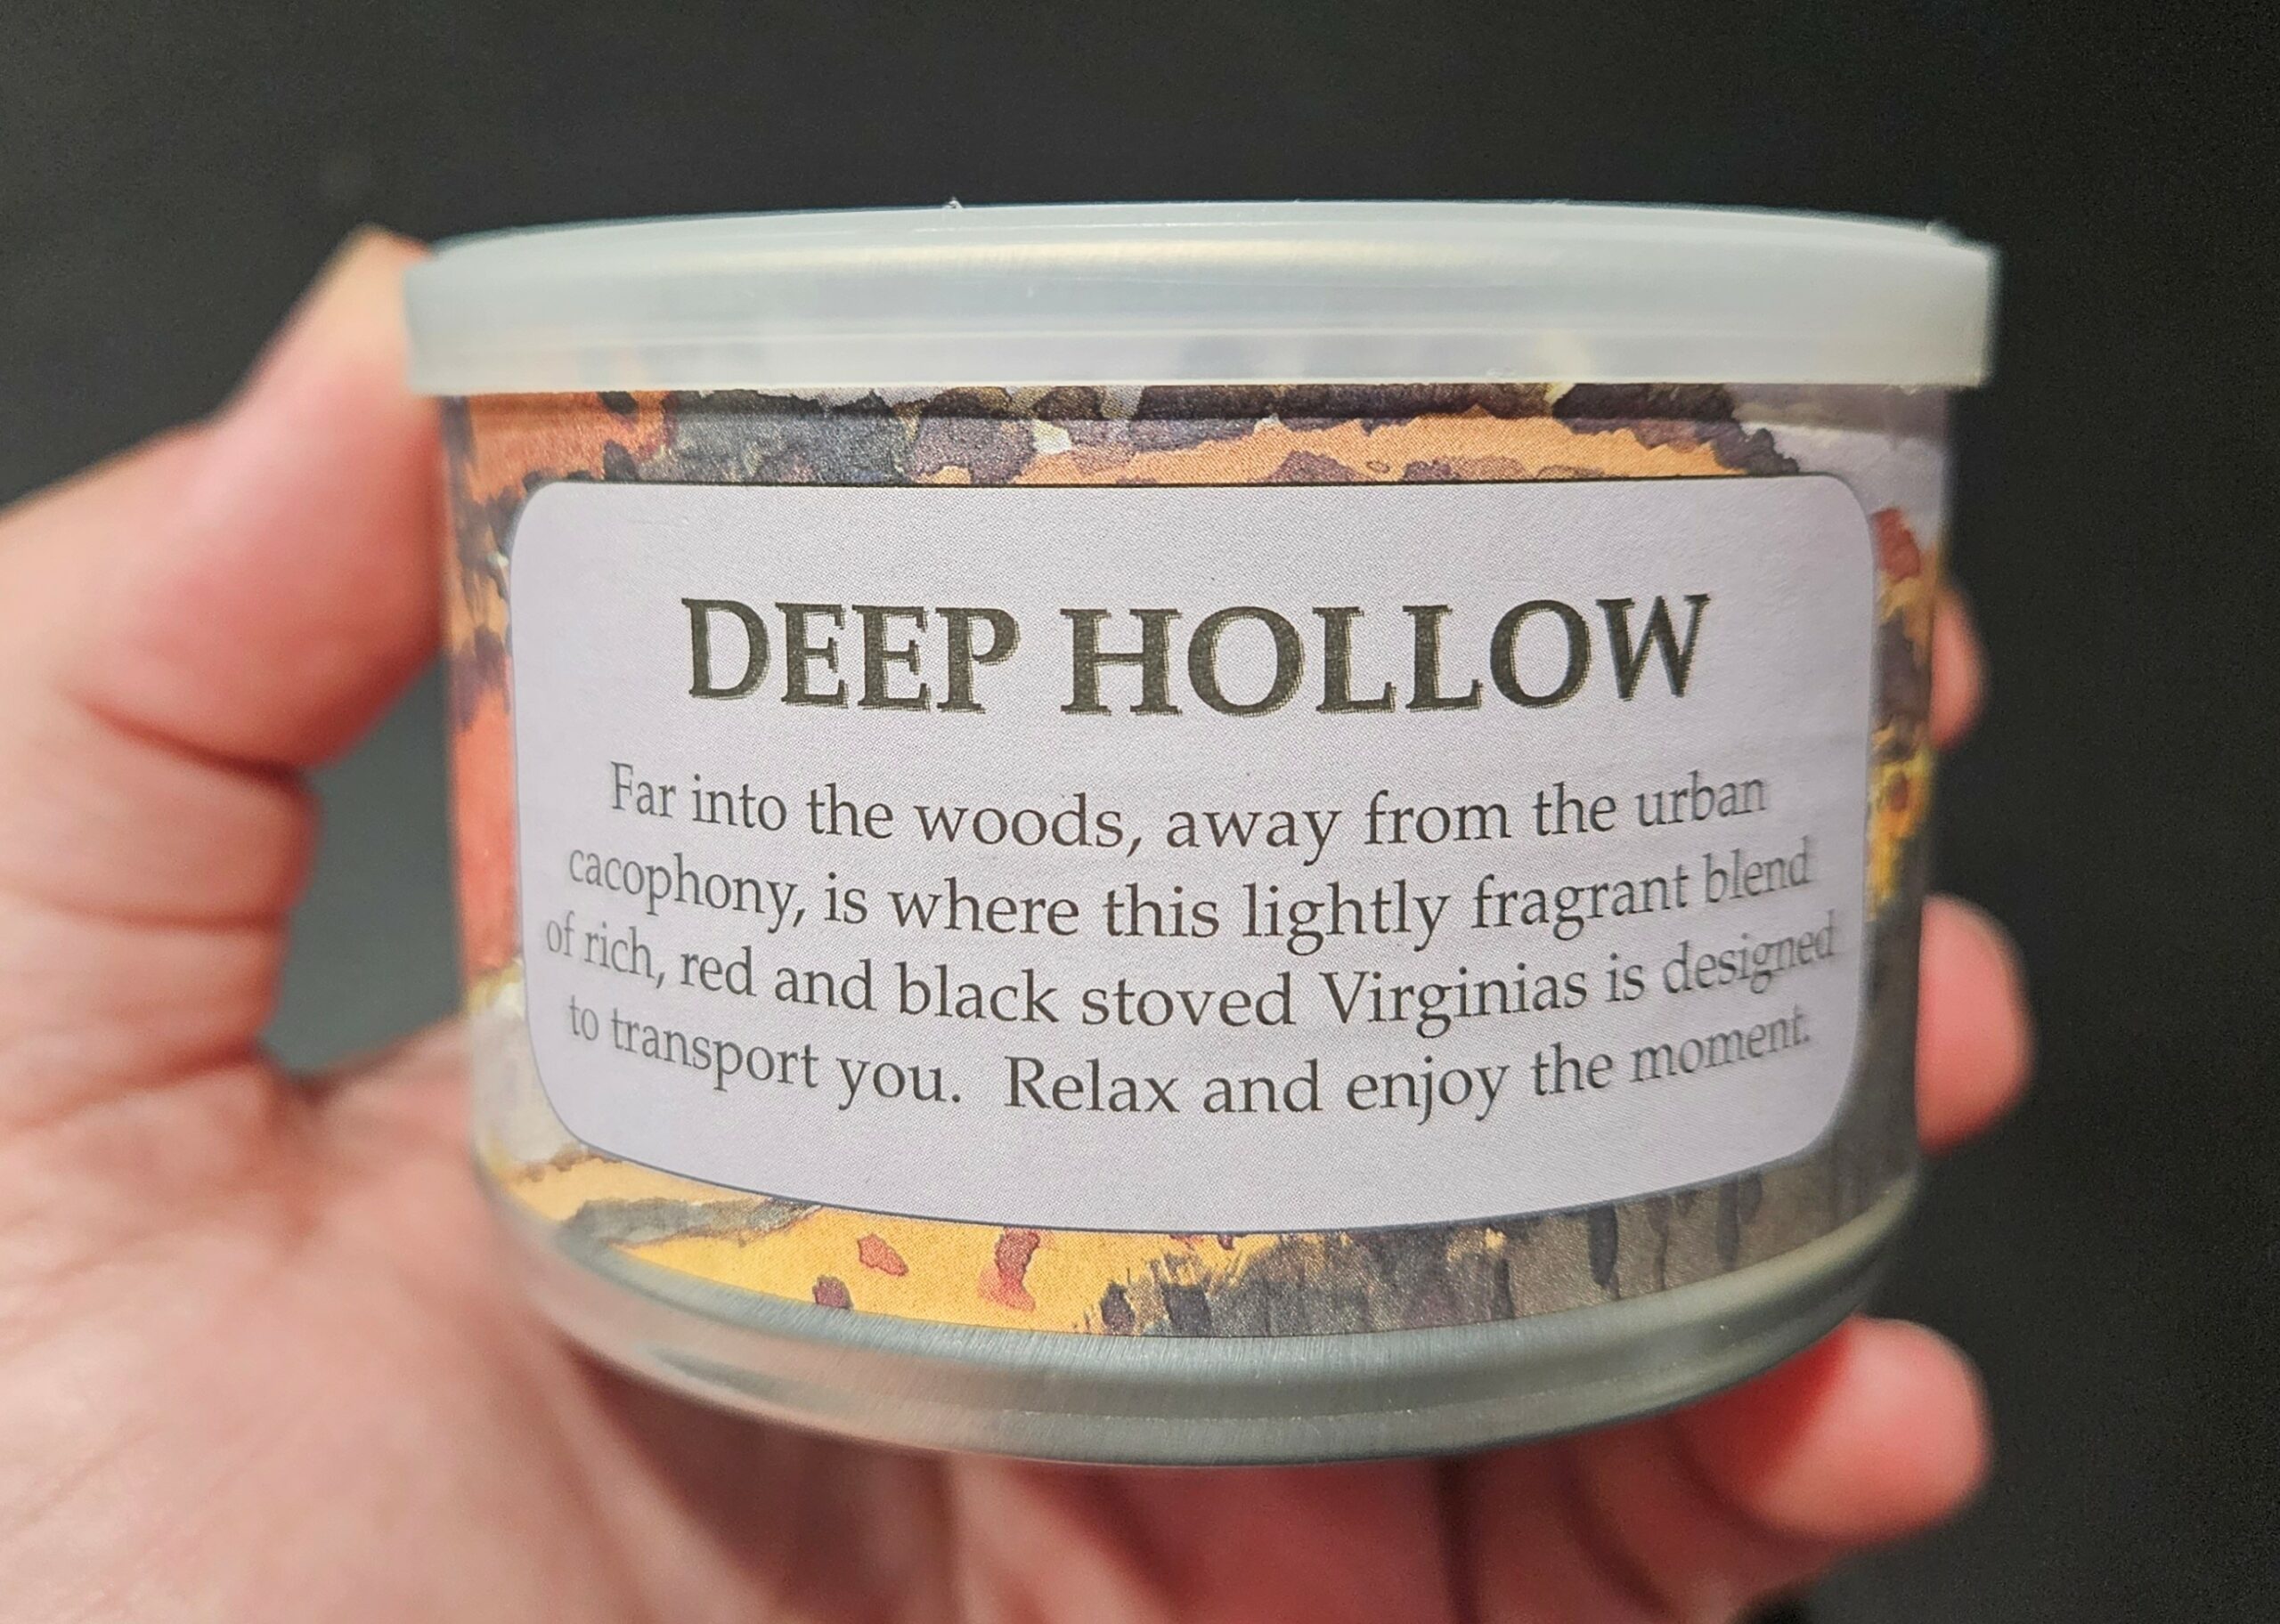 DEEP HOLLOW
Far into the woods, away from the urban
cacophony, is where this lightly fragrant blend
of rich, red and black stoved Virginias is designed
to transport you. Relax and enjoy the moment.